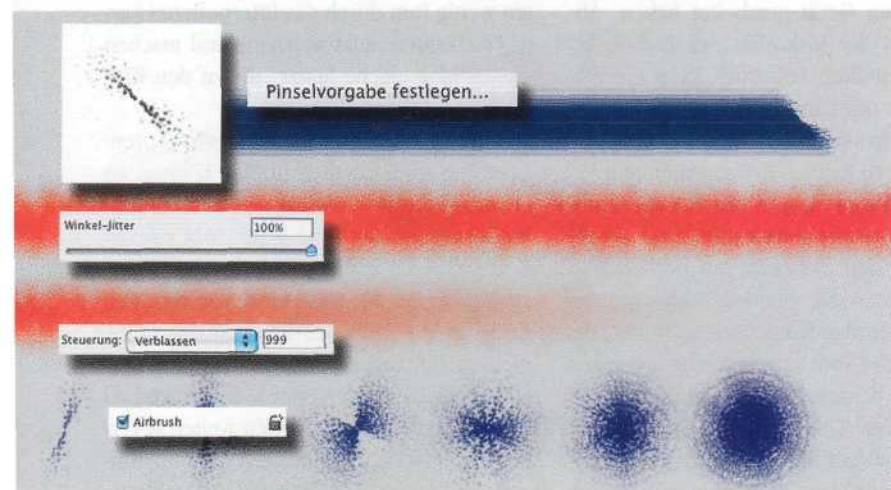 Pinselvorgabe festlegen...
Winkel-Jitter 100%
Steuerung: Verblassen 999
Airbrush